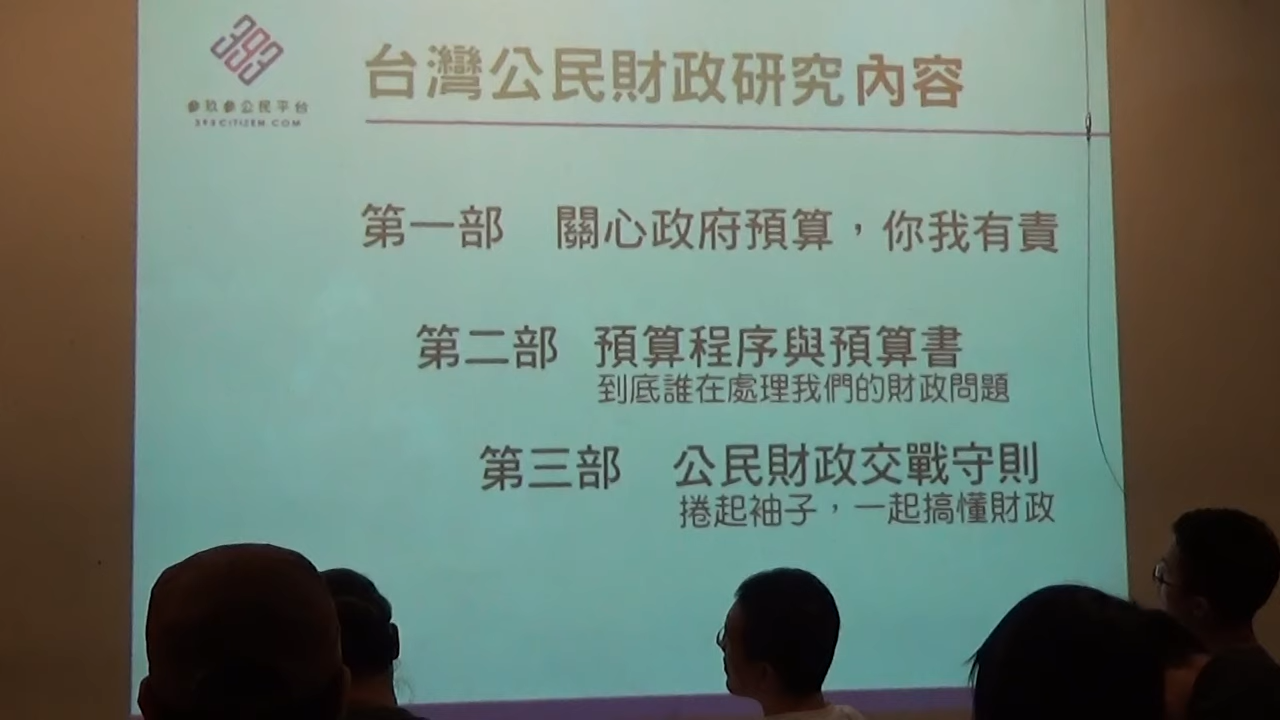 393
參玖參公民平台
393CITIZEN.COM
台灣公民財政研究內容
第一部 關心政府預算，你我有責
第二部 預算程序與預算書
到底誰在處理我們的財政問題
第三部 公民財政交戰守則
捲起袖子，一起搞懂財政